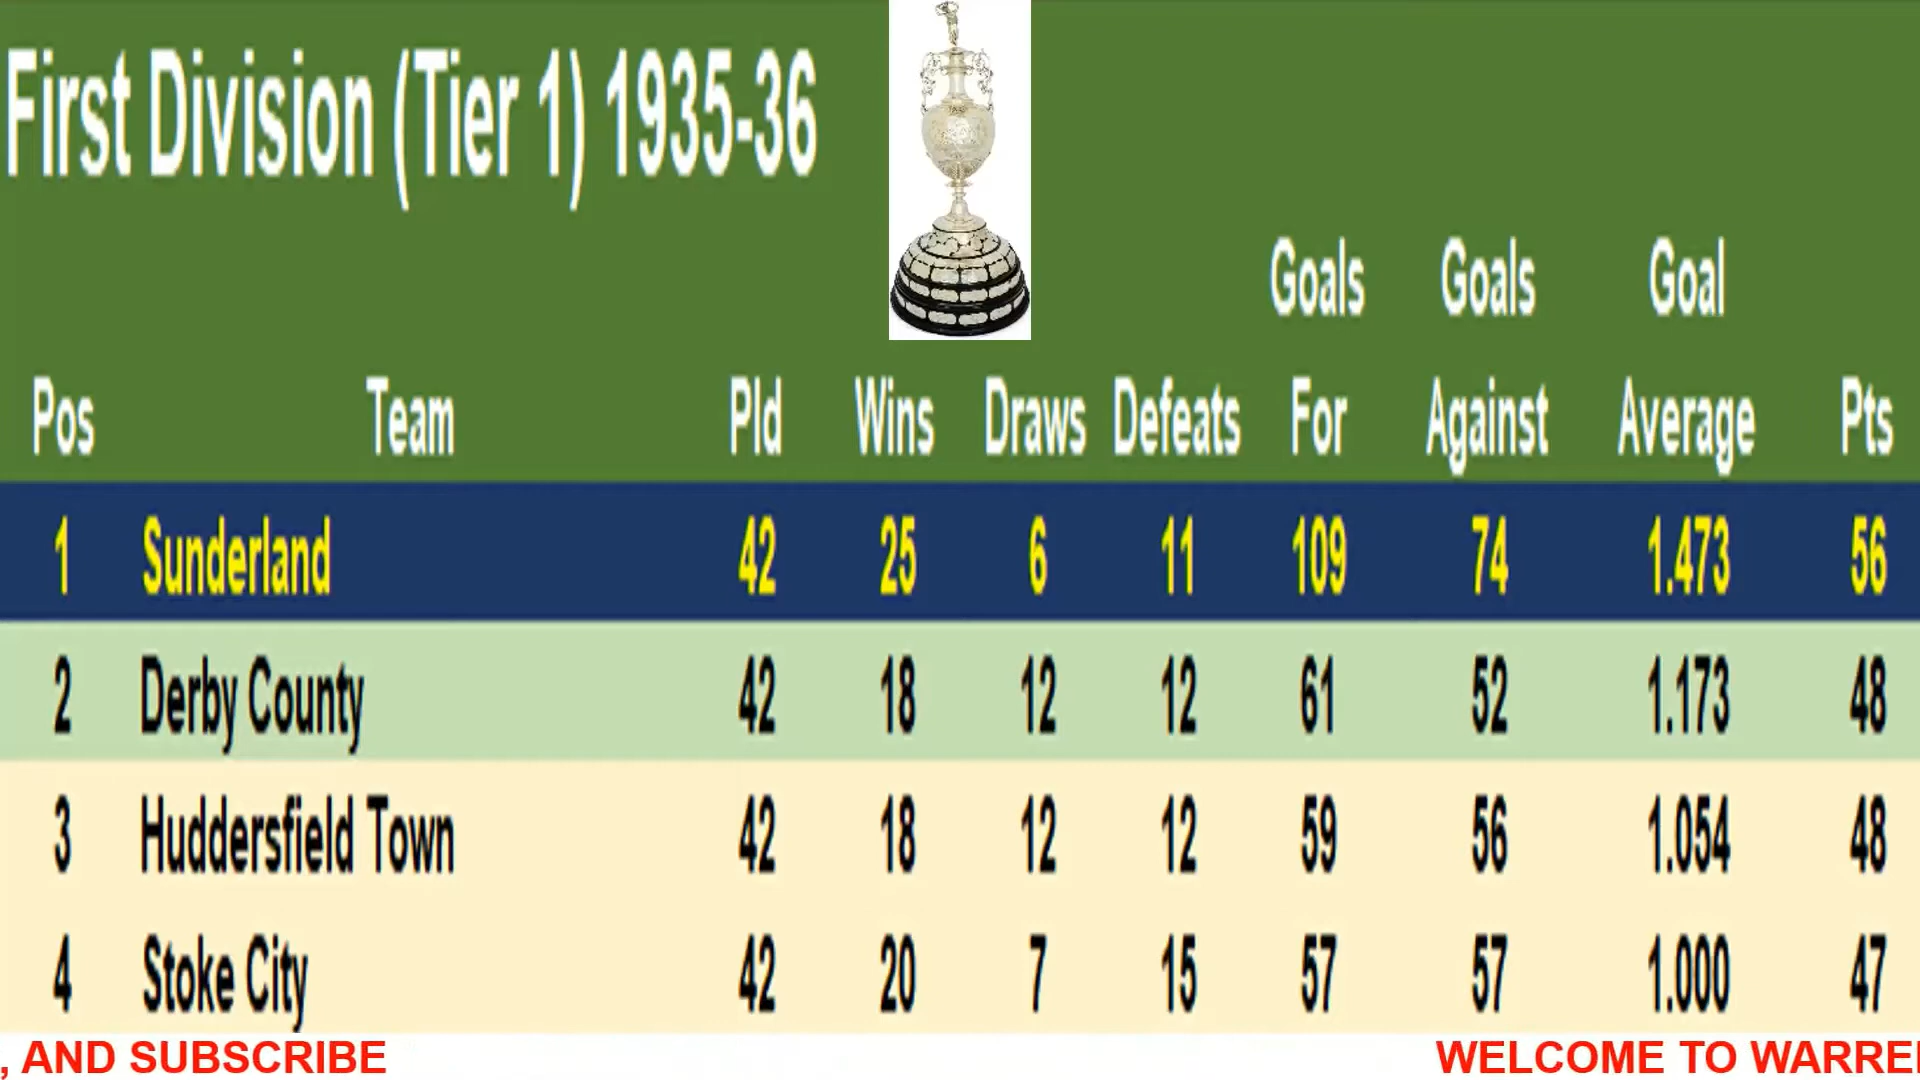 First Division (Tier 1) 1935-36
Goals Goals Goal
Pos Team Pld Wins Draws Defeats For Against Average Pts
1 Sunderland 42 25 6 11 109 74 1.473 56
2 Derby County 42 18 12 12 61 52 1.173 48
3 Huddersfield Town 42 18 12 12 59 56 1.054 48
4 Stoke City 42 20 7 15 57 57 1.000 47
, AND SUBSCRIBE WELCOME TO